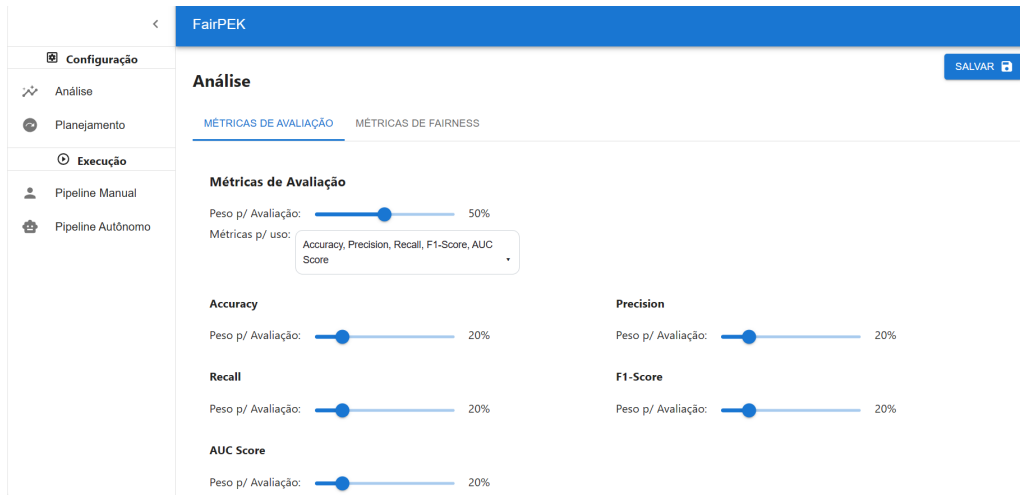 FairPEK
Configuração
Análise
Planejamento
Execução
Pipeline Manual
Pipeline Autônomo
SALVAR
Análise
MÉTRICAS DE AVALIAÇÃO MÉTRICAS DE FAIRNESS
Métricas de Avaliação
Peso p/ Avaliação: 50%
Métricas p/ uso: Accuracy, Precision, Recall, F1-Score, AUC
Score
Accuracy Precision
Peso p/ Avaliação: 20% Peso p/ Avaliação: 20%
Recall F1-Score
Peso p/ Avaliação: 20% Peso p/ Avaliação: 20%
AUC Score
Peso p/ Avaliação: 20%